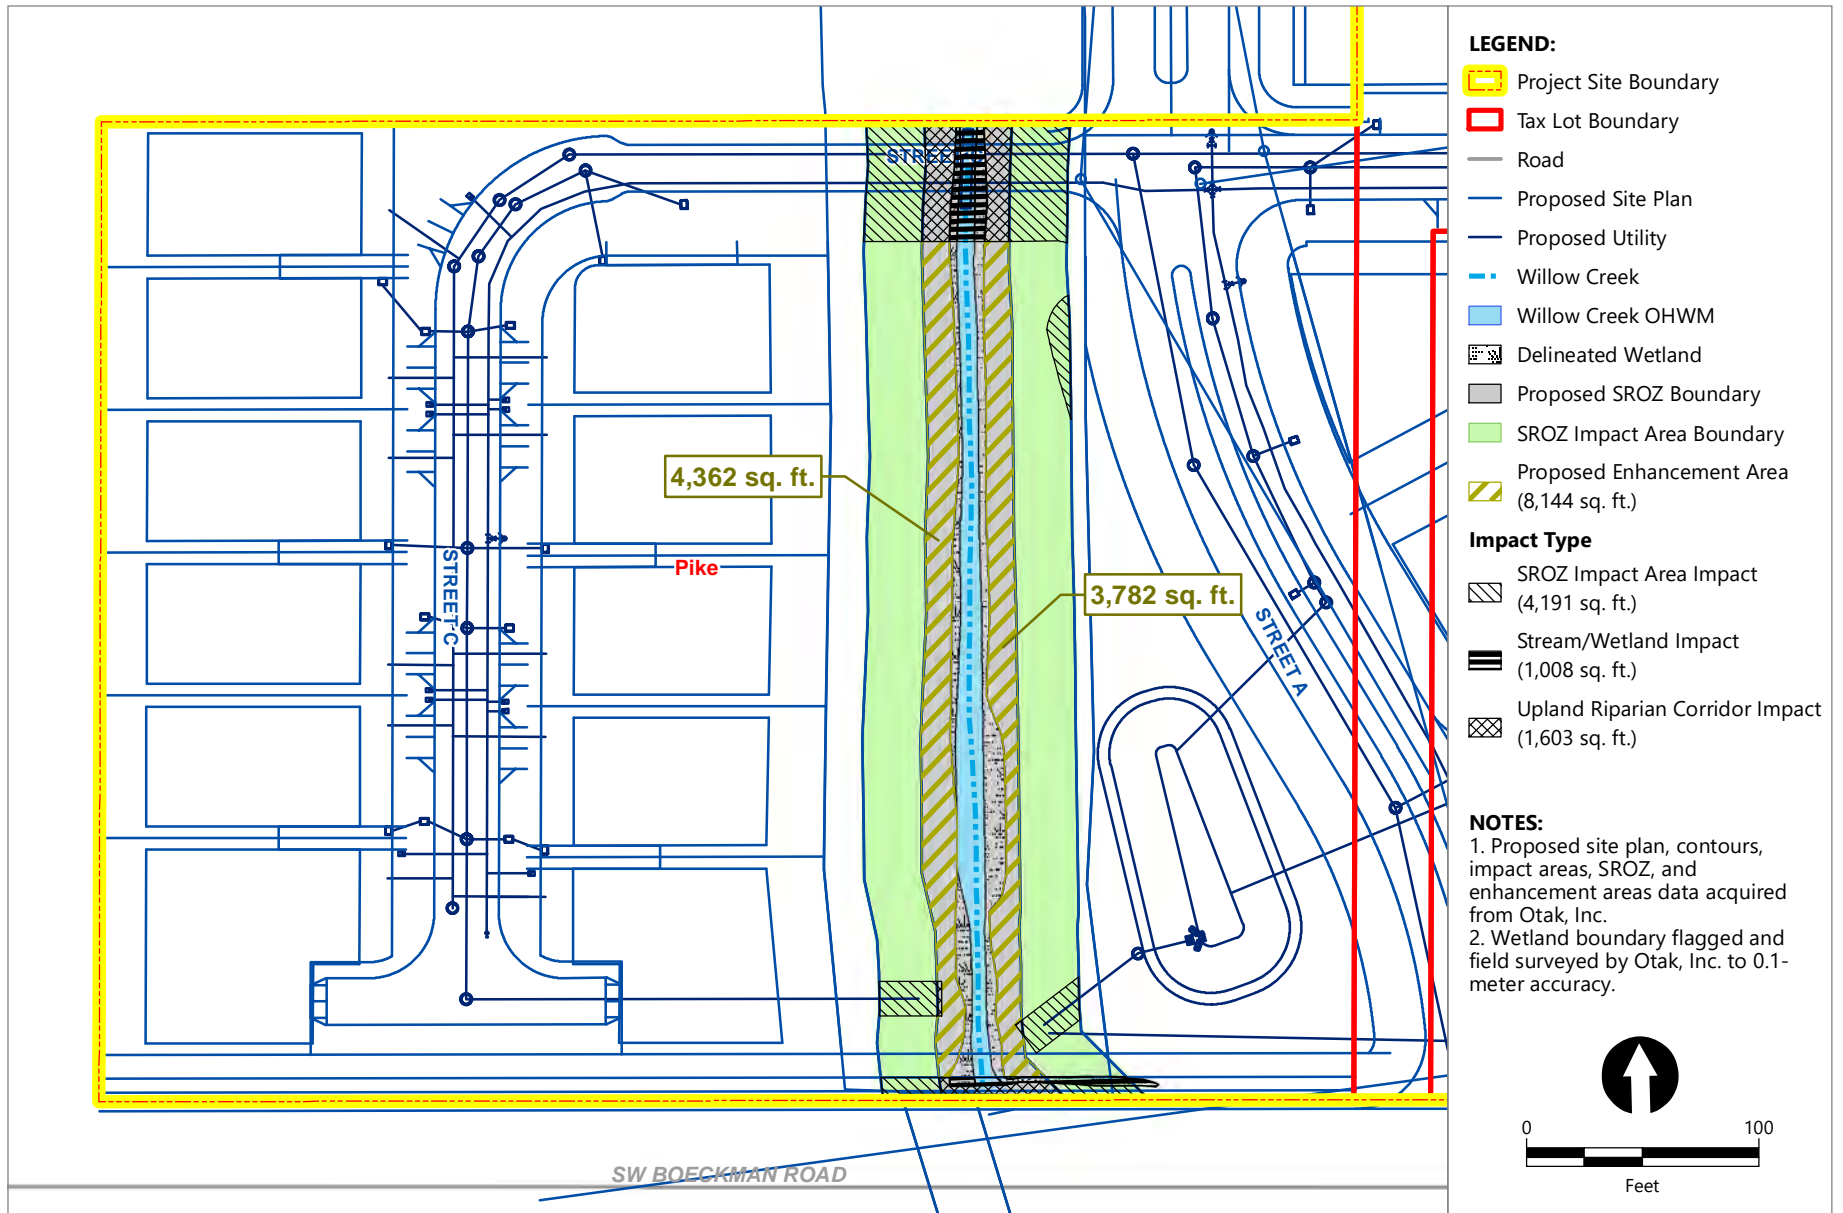 STREE
4,362 sq. ft.
STREET C
Pike
3,782 sq. ft.
STREET A
SW BOECKMAN ROAD
LEGEND:
Project Site Boundary
Tax Lot Boundary
Road
Proposed Site Plan
Proposed Utility
Willow Creek
Willow Creek OHWM
Delineated Wetland
Proposed SROZ Boundary
SROZ Impact Area Boundary
Proposed Enhancement Area
(8,144 sq. ft.)
Impact Type
SROZ Impact Area Impact
(4,191 sq. ft.)
Stream/Wetland Impact
(1,008 sq. ft.)
Upland Riparian Corridor Impact
(1,603 sq. ft.)
NOTES:
1. Proposed site plan, contours,
impact areas, SROZ, and
enhancement areas data acquired
from Otak, Inc.
2. Wetland boundary flagged and
field surveyed by Otak, Inc. to 0.1-
meter accuracy.
0 100
Feet